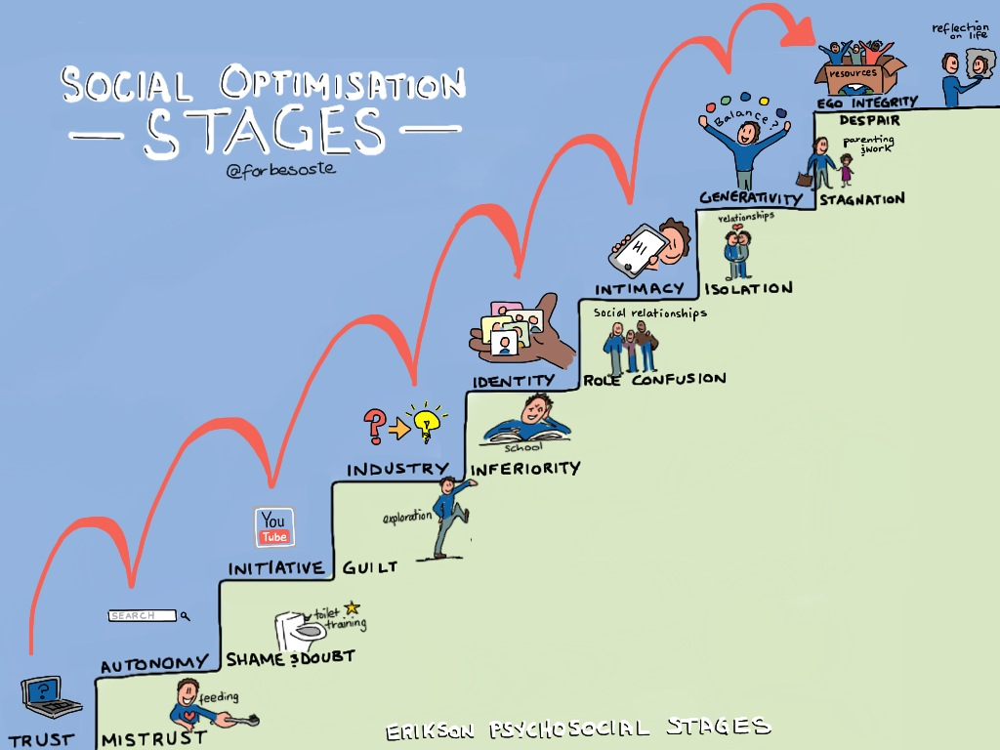 SOCIAL OPTIMISATION
— STAGES —
@forbesoste
reflection
on life
resources
EGO INTEGRITY
DESPAIR
Balance?
parenting
& work
GENERATIVITY
STAGNATION
relationships
HI
INTIMACY
ISOLATION
Social relationships
IDENTITY
ROLE CONFUSION
?
school
INDUSTRY
INFERIORITY
exploration
You
Tube
INITIATIVE
GUILT
SEARCH
toilet
training
AUTONOMY
SHAME & DOUBT
?
feeding
TRUST
MISTRUST
ERIKSON PSYCHOSOCIAL STAGES